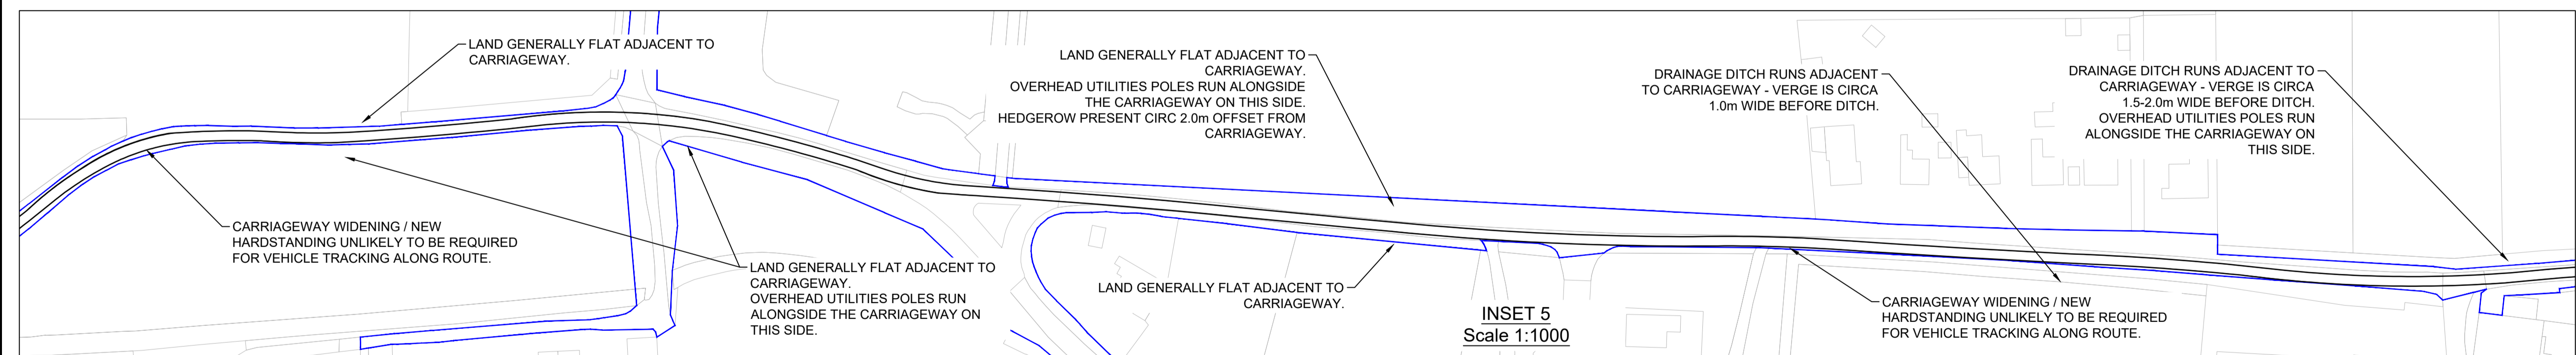 LAND GENERALLY FLAT ADJACENT TO
CARRIAGEWAY.
CARRIAGEWAY WIDENING / NEW
HARDSTANDING UNLIKELY TO BE REQUIRED
FOR VEHICLE TRACKING ALONG ROUTE.
LAND GENERALLY FLAT ADJACENT TO
CARRIAGEWAY.
OVERHEAD UTILITIES POLES RUN
ALONGSIDE THE CARRIAGEWAY ON
THIS SIDE.
LAND GENERALLY FLAT ADJACENT TO
CARRIAGEWAY.
OVERHEAD UTILITIES POLES RUN ALONGSIDE
THE CARRIAGEWAY ON THIS SIDE.
HEDGEROW PRESENT CIRC 2.0m OFFSET FROM
CARRIAGEWAY.
LAND GENERALLY FLAT ADJACENT TO
CARRIAGEWAY.
INSET 5
Scale 1:1000
DRAINAGE DITCH RUNS ADJACENT
TO CARRIAGEWAY - VERGE IS CIRCA
1.0m WIDE BEFORE DITCH.
CARRIAGEWAY WIDENING / NEW
HARDSTANDING UNLIKELY TO BE REQUIRED
FOR VEHICLE TRACKING ALONG ROUTE.
DRAINAGE DITCH RUNS ADJACENT TO
CARRIAGEWAY - VERGE IS CIRCA
1.5-2.0m WIDE BEFORE DITCH.
OVERHEAD UTILITIES POLES RUN
ALONGSIDE THE CARRIAGEWAY ON
THIS SIDE.